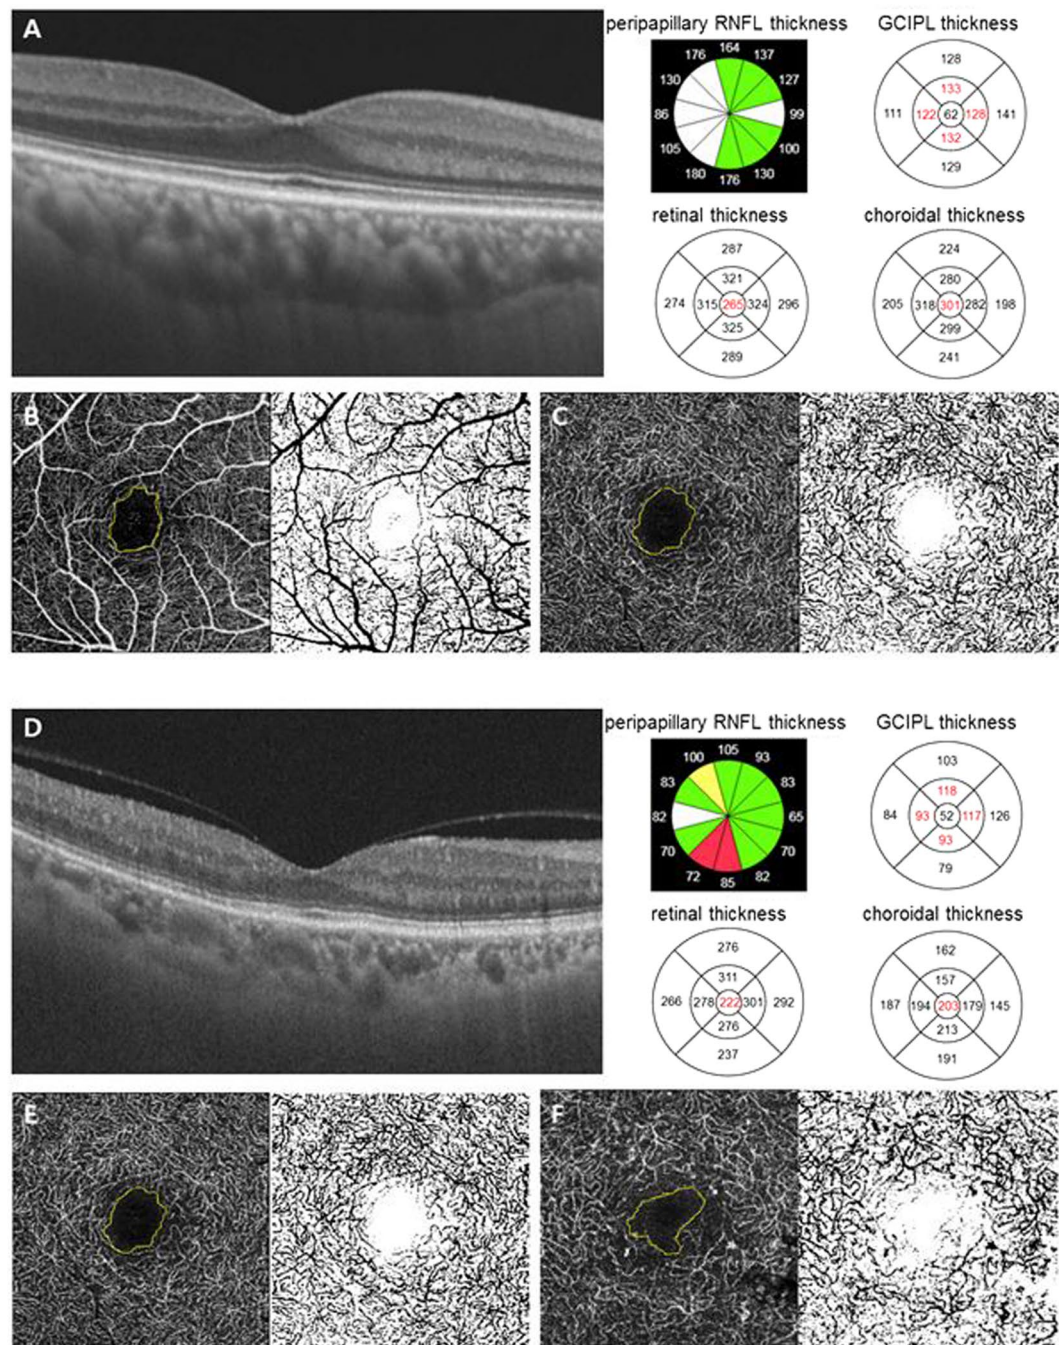 A
peripapillary RNFL thickness
GCIPL thickness
176 164 137
130 127
86 99
105 100
180 176 130
128
133
111 122 62 128 141
132
129
retinal thickness
choroidal thickness
287
321
274 315 265 324 296
325
289
224
280
205 318 301 282 198
299
241
B
C
D
peripapillary RNFL thickness
GCIPL thickness
100 105 93
83 83
82 65
70 70
72 85 82
103
118
84 93 52 117 126
93
79
retinal thickness
choroidal thickness
276
311
266 278 222 301 292
276
237
162
157
187 194 203 179 145
213
191
E
F